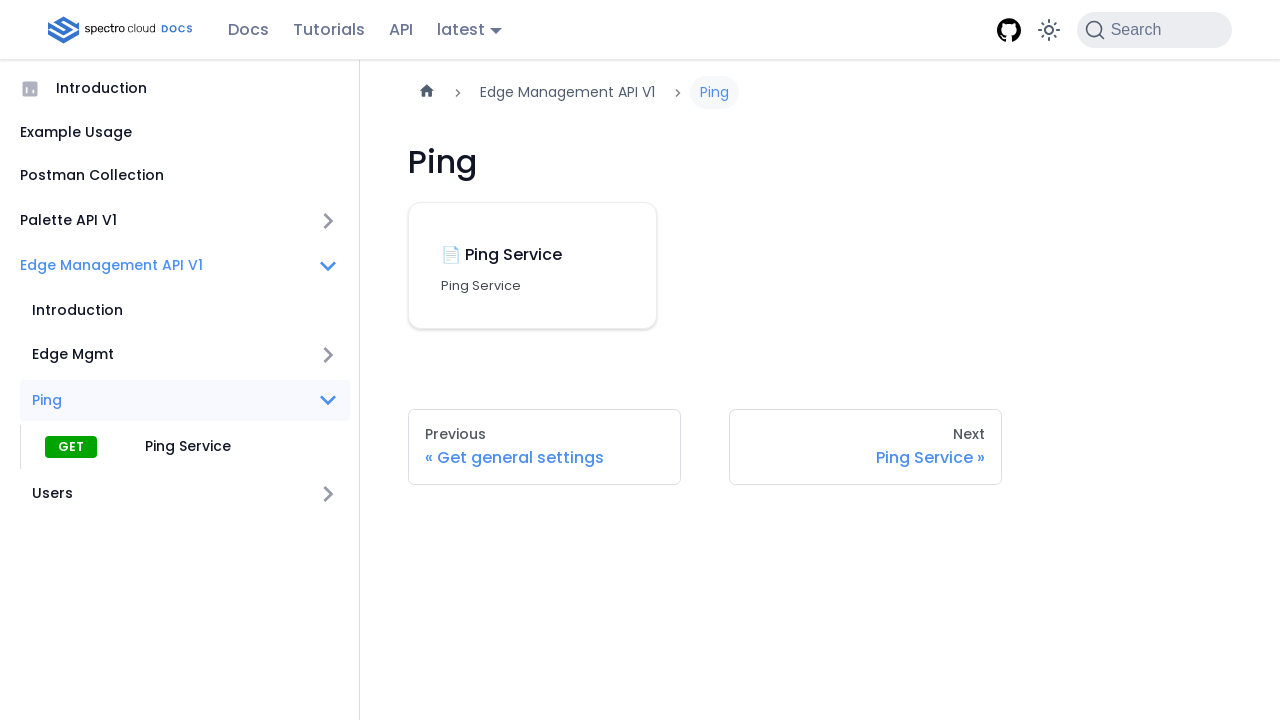 spectro cloud DOCS
Docs
Tutorials
API
latest
Search
Introduction
Example Usage
Postman Collection
Palette API V1
Edge Management API V1
Introduction
Edge Mgmt
Ping
GET Ping Service
Users
Edge Management API V1
Ping
Ping
📄 Ping Service
Ping Service
Previous
« Get general settings
Next
Ping Service »